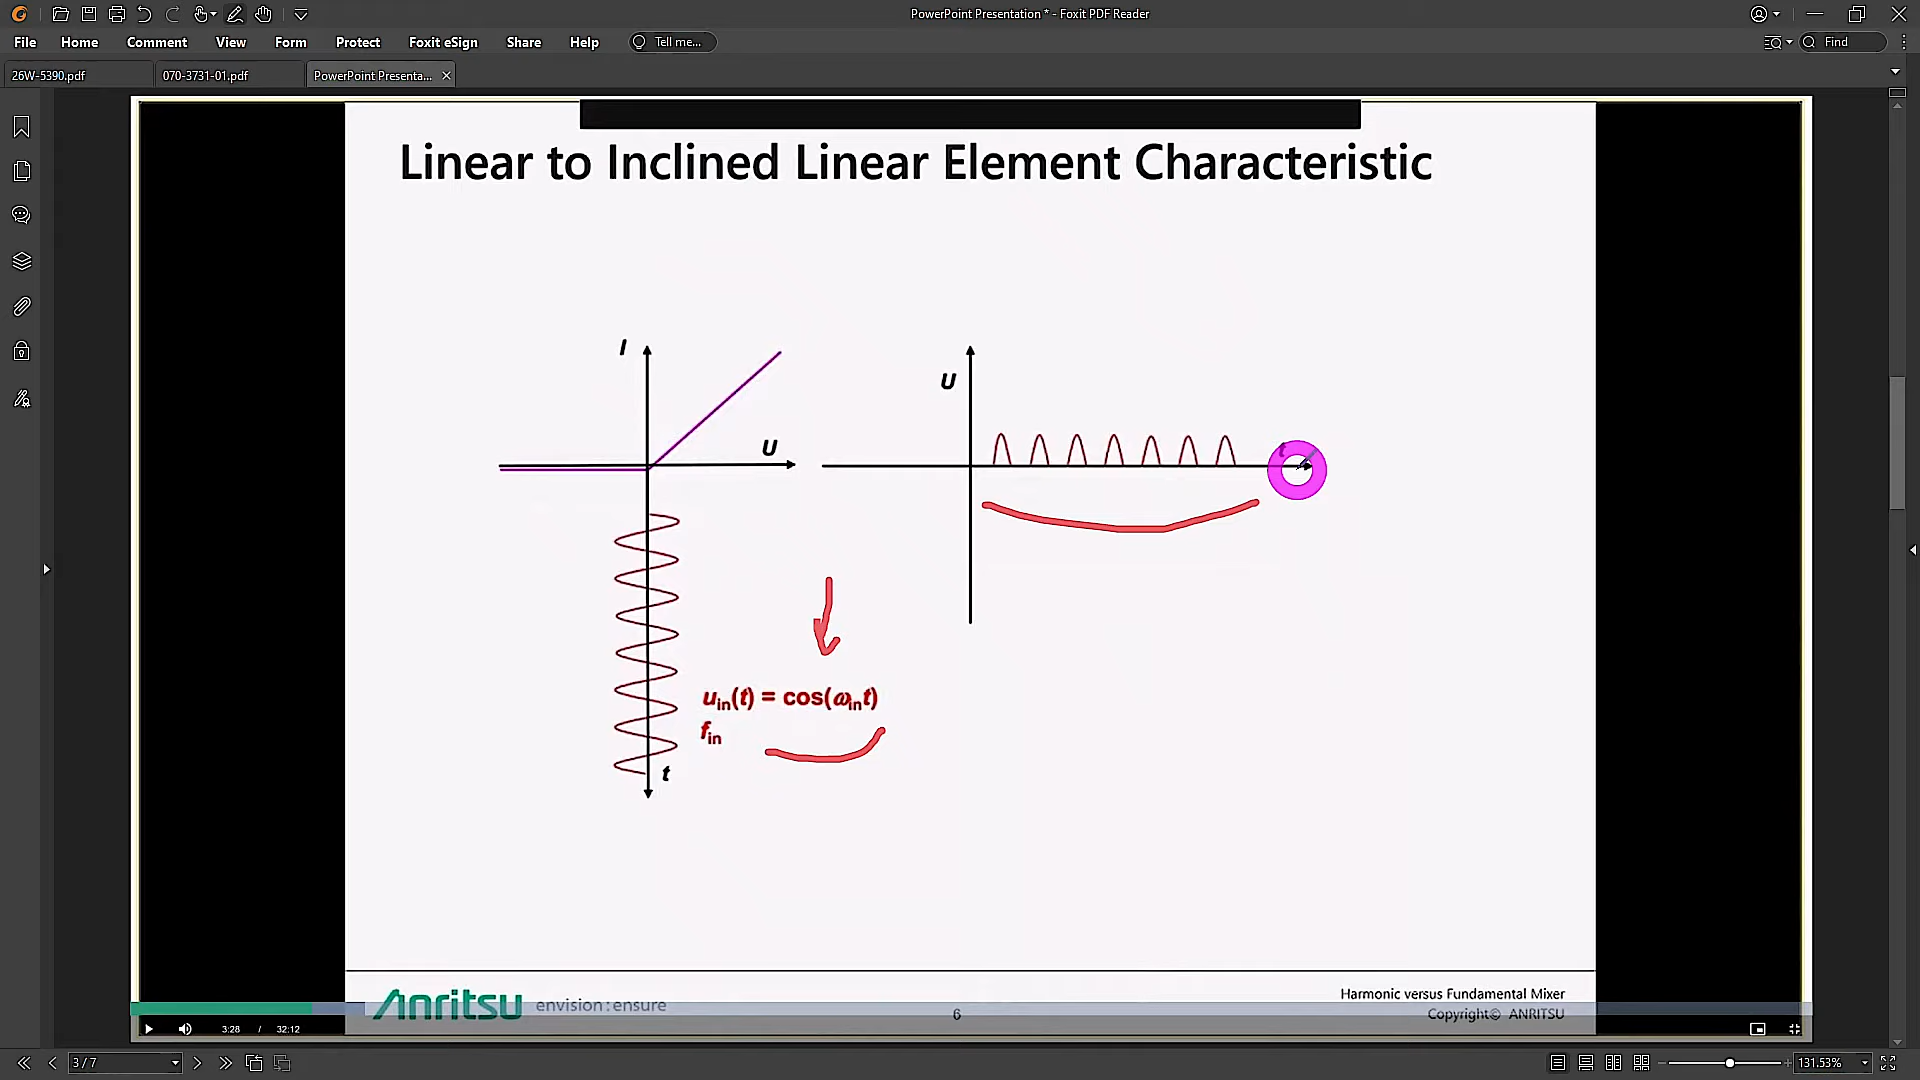 PowerPoint Presentation * - Foxit PDF Reader
File Home Comment View Form Protect Foxit eSign Share Help Tell me... Find
26W-5390.pdf 070-3731-01.pdf PowerPoint Presenta...
Linear to Inclined Linear Element Characteristic
I
U
U
t
uin(t) = cos(ωint)
fin
t
Anritsu envision : ensure
Harmonic versus Fundamental Mixer
6
Copyright© ANRITSU
3:28 / 32:12
3 / 7
131.53%